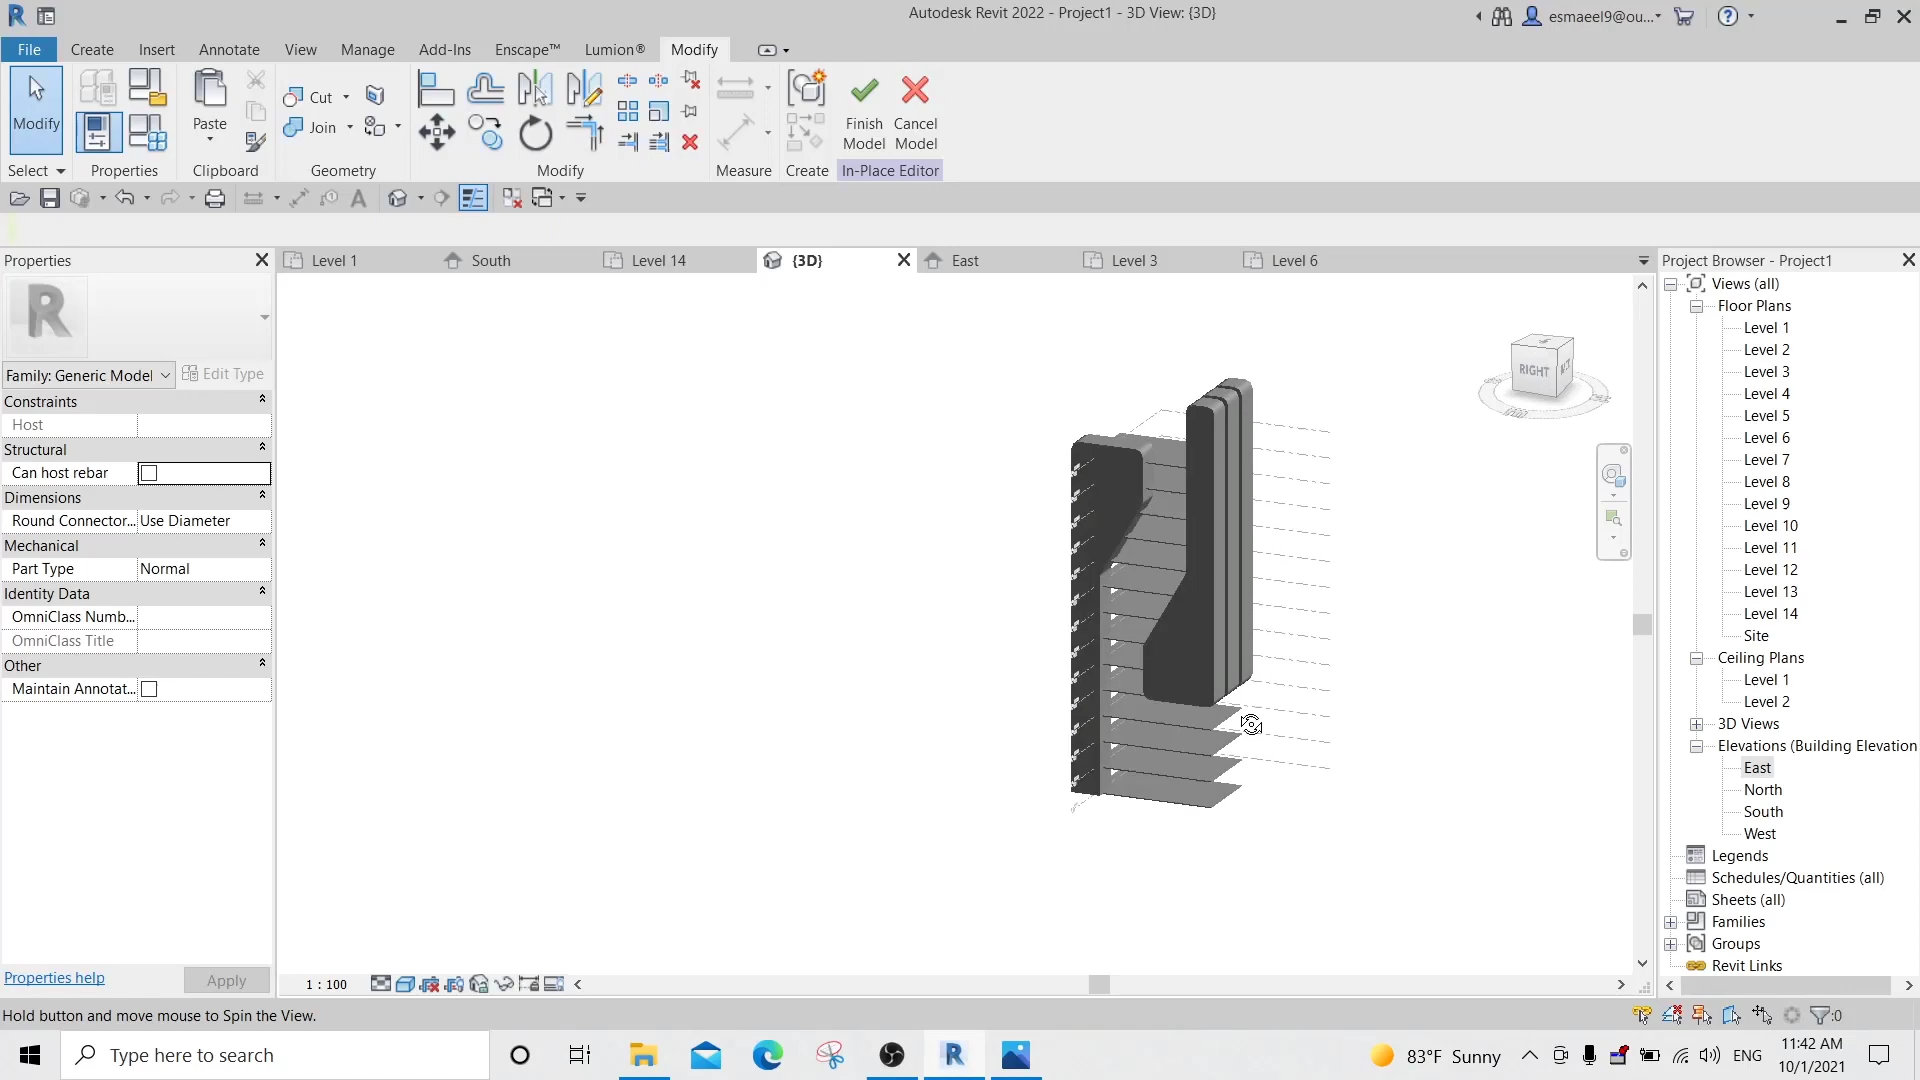 Autodesk Revit 2022 - Project1 - 3D View: {3D}
esmaeel9@ou...
File Create Insert Annotate View Manage Add-Ins Enscape™ Lumion® Modify
Modify
Paste
Cut
Join
Finish Model
Cancel Model
Select Properties Clipboard Geometry Modify Measure Create In-Place Editor
Properties
Level 1 South Level 14 {3D} East Level 3 Level 6
Project Browser - Project1
Family: Generic Model
Edit Type
Constraints
Host
Structural
Can host rebar
Dimensions
Round Connector... Use Diameter
Mechanical
Part Type Normal
Identity Data
OmniClass Numb...
OmniClass Title
Other
Maintain Annotat...
Properties help
Apply
RIGHT
Views (all)
Floor Plans
Level 1
Level 2
Level 3
Level 4
Level 5
Level 6
Level 7
Level 8
Level 9
Level 10
Level 11
Level 12
Level 13
Level 14
Site
Ceiling Plans
Level 1
Level 2
3D Views
Elevations (Building Elevation
East
North
South
West
Legends
Schedules/Quantities (all)
Sheets (all)
Families
Groups
Revit Links
1 : 100
Hold button and move mouse to Spin the View.
:0
Type here to search
83°F Sunny
ENG
11:42 AM
10/1/2021